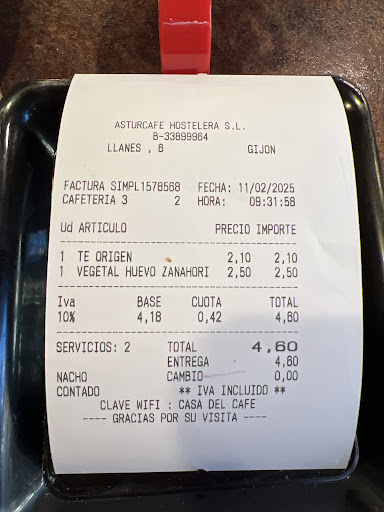 ASTURCAFE HOSTELERA S.L.
B-33899964
LLANES , 6 GIJON
FACTURA SIMPL1578568 FECHA: 11/02/2025
CAFETERIA 3 2 HORA: 09:31:58
Ud ARTICULO PRECIO IMPORTE
1 TE ORIGEN 2,10 2,10
1 VEGETAL HUEVO ZANAHORI 2,50 2,50
Iva BASE CUOTA TOTAL
10% 4,18 0,42 4,60
SERVICIOS: 2 TOTAL 4,60
ENTREGA 4,60
NACHO CAMBIO 0,00
CONTADO ** IVA INCLUIDO **
CLAVE WIFI : CASA DEL CAFE
---- GRACIAS POR SU VISITA ----